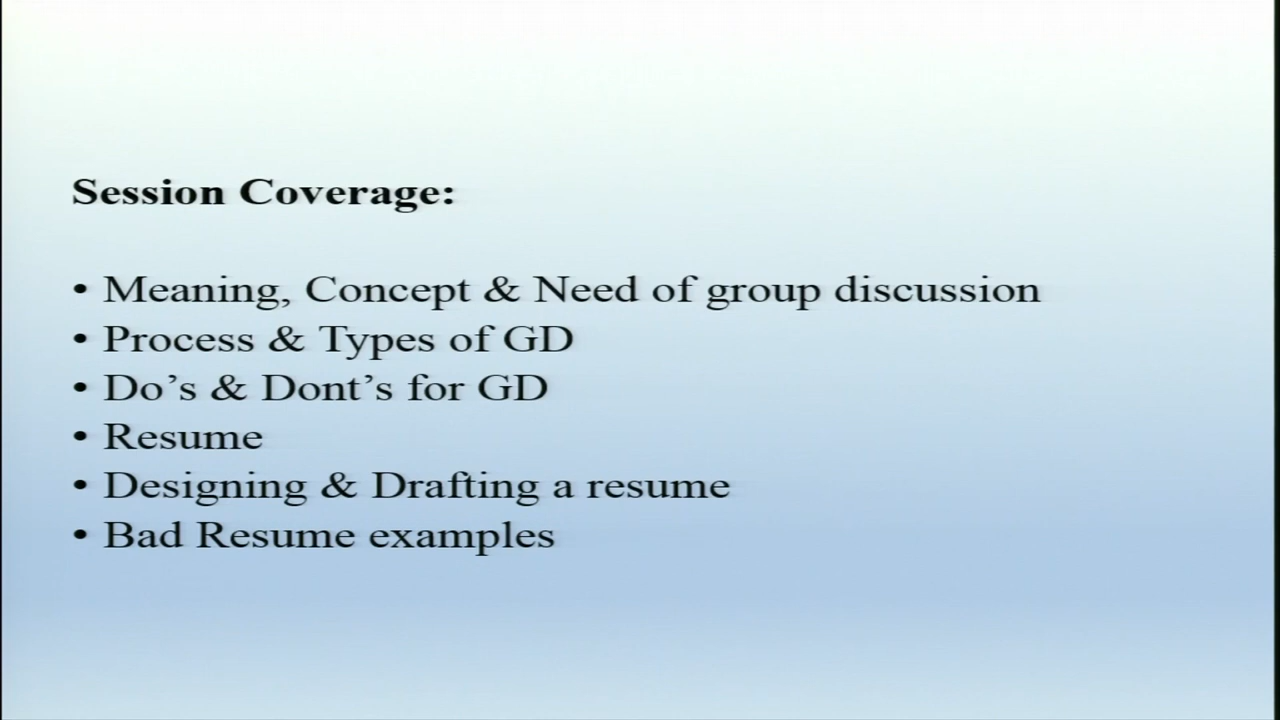 Session Coverage:
• Meaning, Concept & Need of group discussion
• Process & Types of GD
• Do’s & Dont’s for GD
• Resume
• Designing & Drafting a resume
• Bad Resume examples